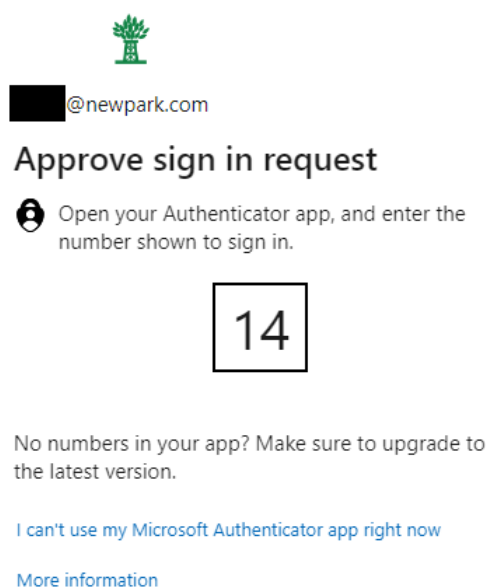 @newpark.com
Approve sign in request
Open your Authenticator app, and enter the
number shown to sign in.
14
No numbers in your app? Make sure to upgrade to
the latest version.
I can't use my Microsoft Authenticator app right now
More information